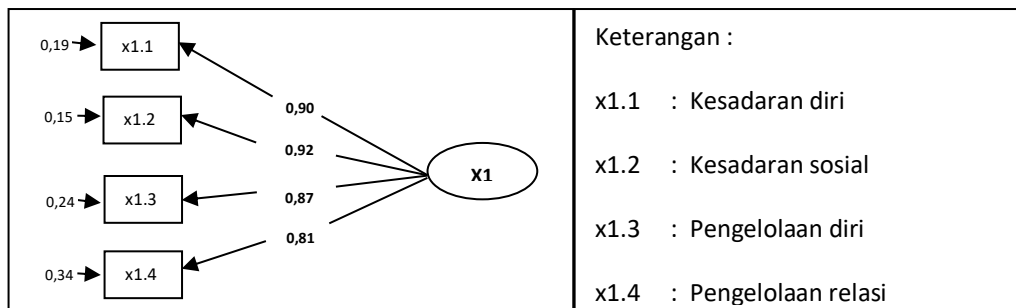 0,19
x1.1
0,90
0,15
x1.2
0,92
X1
0,24
x1.3
0,87
0,81
0,34
x1.4
Keterangan :
x1.1 : Kesadaran diri
x1.2 : Kesadaran sosial
x1.3 : Pengelolaan diri
x1.4 : Pengelolaan relasi